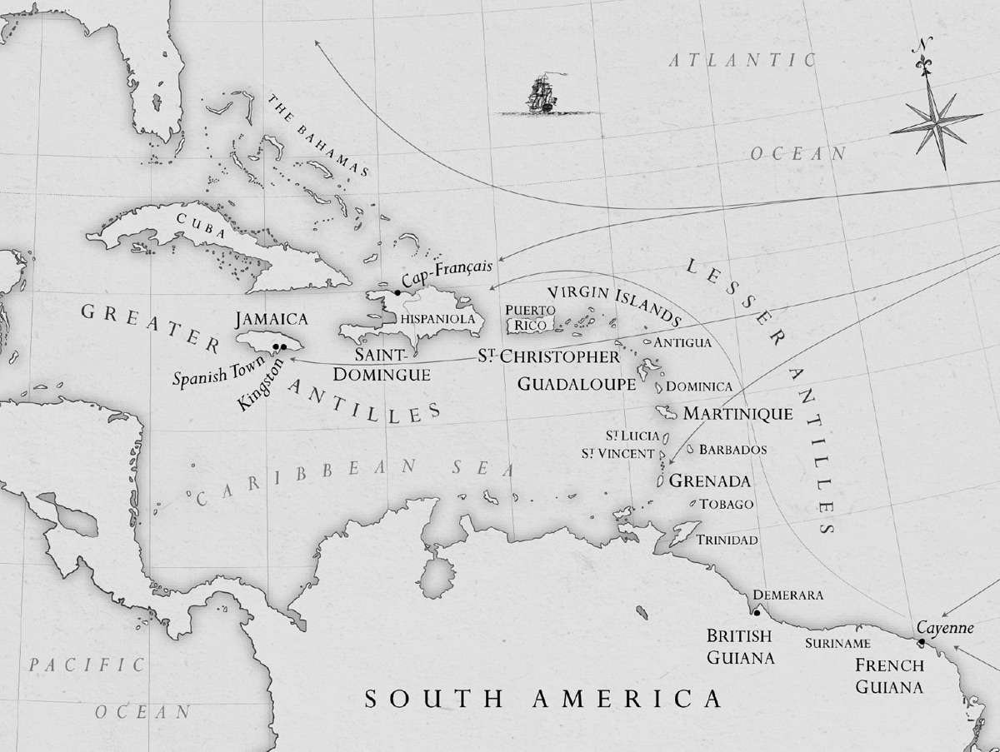 N
ATLANTIC
OCEAN
THE BAHAMAS
CUBA
Cap-Français
LESSER ANTILLES
VIRGIN ISLANDS
GREATER
ANTILLES
JAMAICA
HISPANIOLA
PUERTO
RICO
ANTIGUA
SAINT-
DOMINGUE
ST CHRISTOPHER
Spanish Town
Kingston
GUADALOUPE
DOMINICA
MARTINIQUE
ST LUCIA
ST VINCENT
BARBADOS
CARIBBEAN SEA
GRENADA
TOBAGO
TRINIDAD
DEMERARA
Cayenne
BRITISH
GUIANA
SURINAME
FRENCH
GUIANA
PACIFIC
OCEAN
SOUTH AMERICA